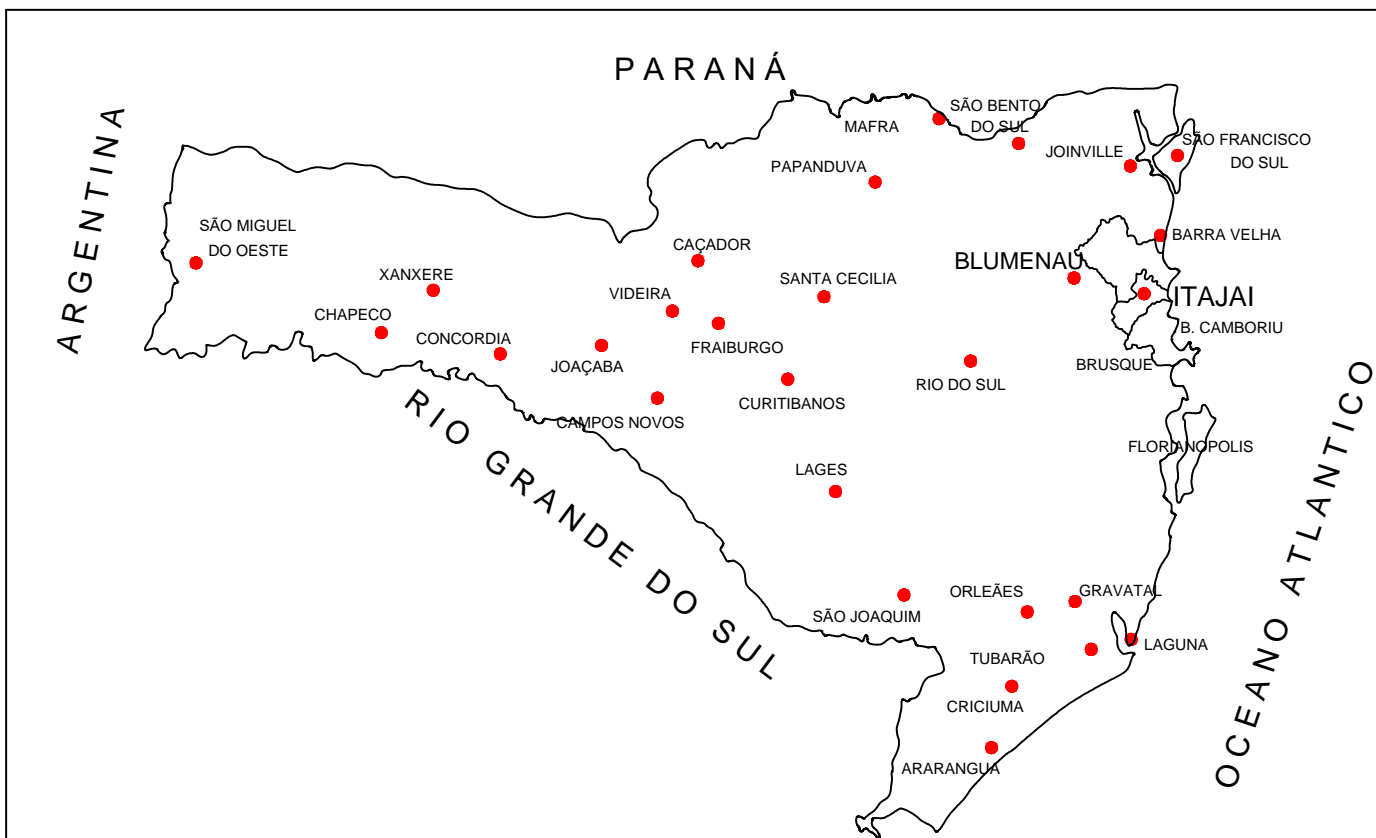 PARANÁ
ARGENTINA
SÃO BENTO
DO SUL
MAFRA
SÃO FRANCISCO
DO SUL
JOINVILLE
PAPANDUVA
SÃO MIGUEL
DO OESTE
BARRA VELHA
CAÇADOR
BLUMENAU
XANXERE
SANTA CECILIA
ITAJAI
VIDEIRA
CHAPECO
B. CAMBORIU
CONCORDIA
FRAIBURGO
JOAÇABA
BRUSQUE
RIO DO SUL
CURITIBANOS
CAMPOS NOVOS
RIO GRANDE DO SUL
FLORIANOPOLIS
OCEANO ATLANTICO
LAGES
ORLEÃES
GRAVATAL
SÃO JOAQUIM
LAGUNA
TUBARÃO
CRICIUMA
ARARANGUA